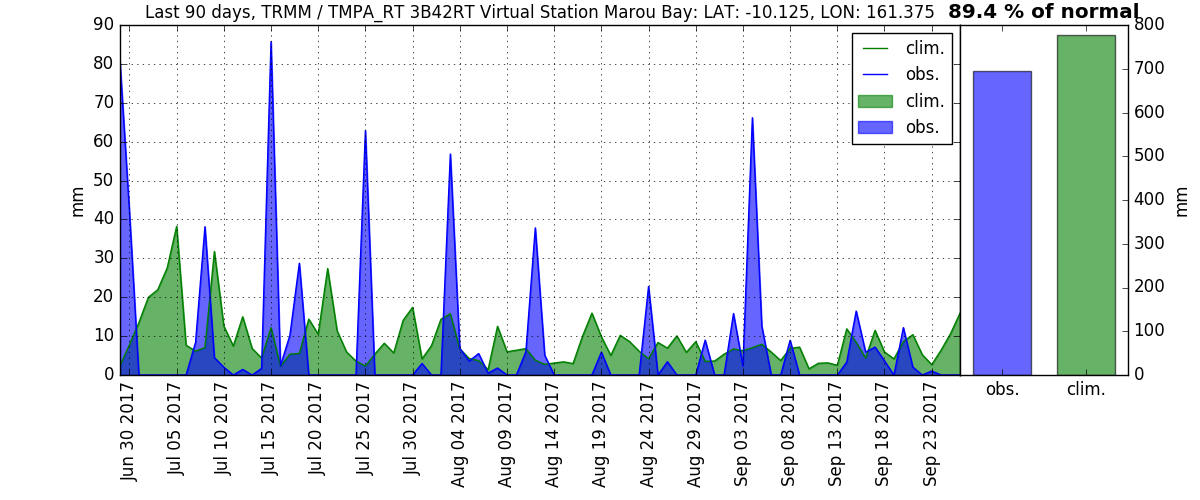 Last 90 days, TRMM / TMPA_RT 3B42RT Virtual Station Marou Bay: LAT: -10.125, LON: 161.375
89.4 % of normal
90
80
70
60
50
40
30
20
10
0
mm
clim.
obs.
clim.
obs.
Jun 30 2017
Jul 05 2017
Jul 10 2017
Jul 15 2017
Jul 20 2017
Jul 25 2017
Jul 30 2017
Aug 04 2017
Aug 09 2017
Aug 14 2017
Aug 19 2017
Aug 24 2017
Aug 29 2017
Sep 03 2017
Sep 08 2017
Sep 13 2017
Sep 18 2017
Sep 23 2017
800
700
600
500
400
300
200
100
0
mm
obs.
clim.